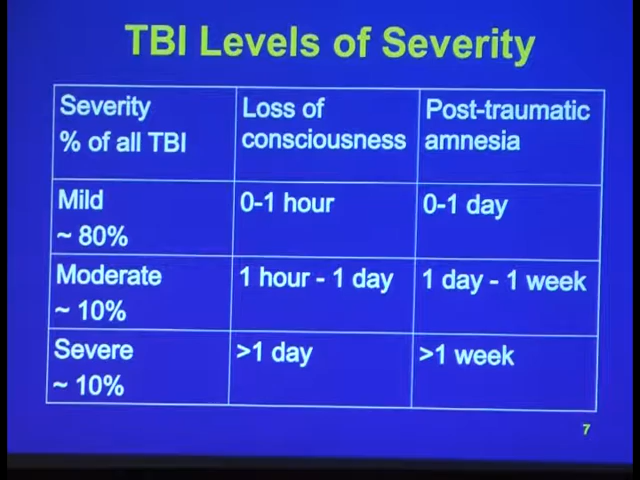 TBI Levels of Severity
Severity
% of all TBI
Loss of
consciousness
Post-traumatic
amnesia
Mild
~ 80%
0-1 hour
0-1 day
Moderate
~ 10%
1 hour - 1 day
1 day - 1 week
Severe
~ 10%
>1 day
>1 week
7